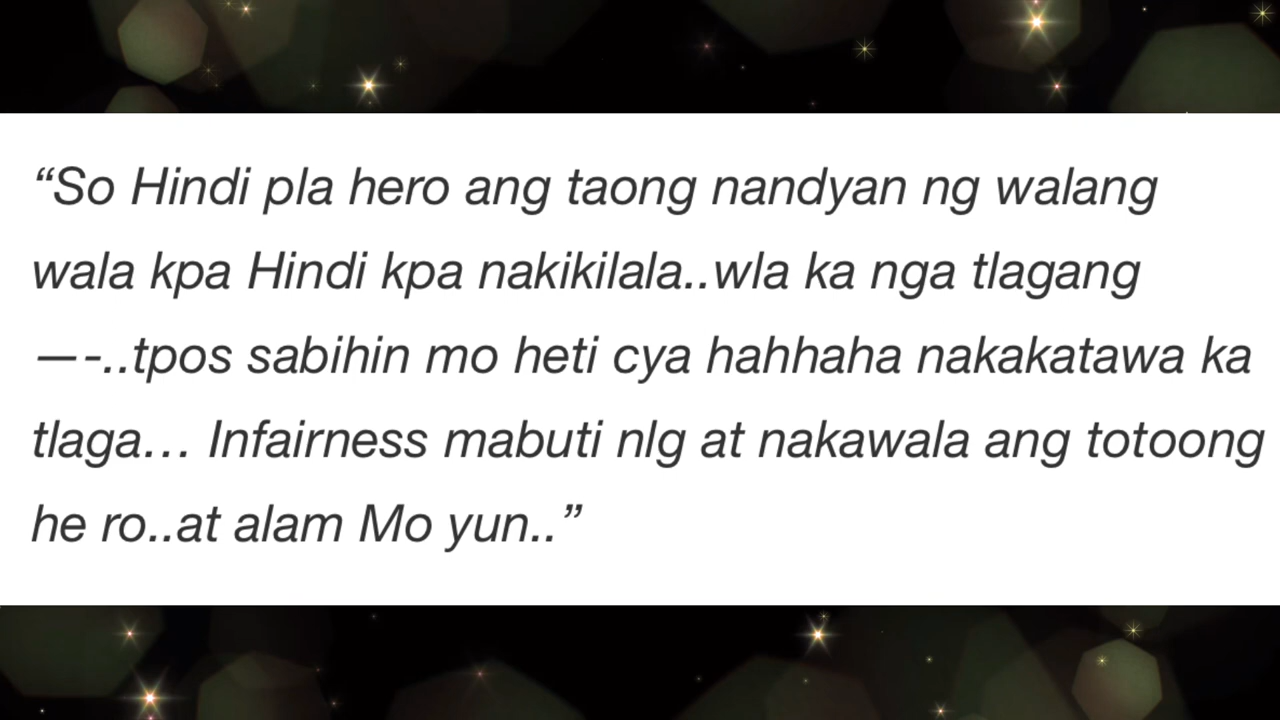 “So Hindi pla hero ang taong nandyan ng walang
wala kpa Hindi kpa nakikilala..wla ka nga tlagang
—-..tpos sabihin mo heti cya hahhaha nakakatawa ka
tlaga… Infairness mabuti nlg at nakawala ang totoong
he ro..at alam Mo yun..”